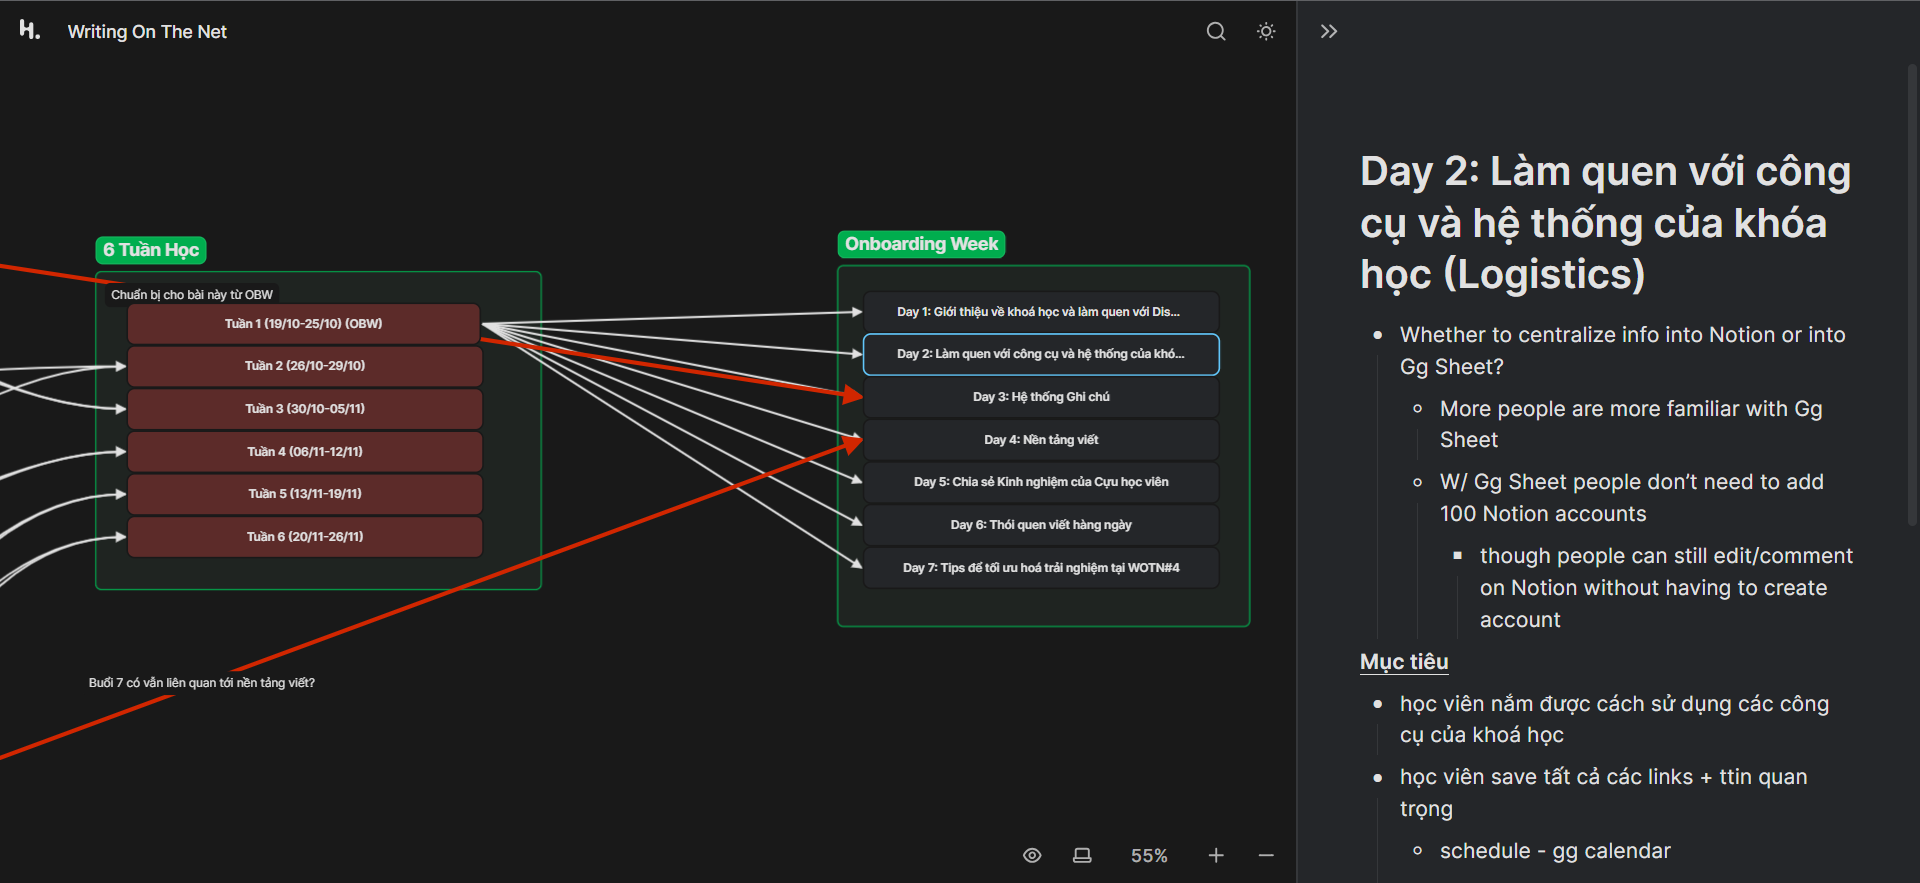 H.
Writing On The Net
6 Tuần Học
Chuẩn bị cho bài này từ OBW
Tuần 1 (19/10-25/10) (OBW)
Tuần 2 (26/10-29/10)
Tuần 3 (30/10-05/11)
Tuần 4 (06/11-12/11)
Tuần 5 (13/11-19/11)
Tuần 6 (20/11-26/11)
Buổi 7 có vẫn liên quan tới nền tảng viết?
Onboarding Week
Day 1: Giới thiệu về khoá học và làm quen với Dis...
Day 2: Làm quen với công cụ và hệ thống của khó...
Day 3: Hệ thống Ghi chú
Day 4: Nền tảng viết
Day 5: Chia sẻ Kinh nghiệm của Cựu học viên
Day 6: Thói quen viết hàng ngày
Day 7: Tips để tối ưu hoá trải nghiệm tại WOTN#4
55%
Day 2: Làm quen với công
cụ và hệ thống của khóa
học (Logistics)
Whether to centralize info into Notion or into
Gg Sheet?
More people are more familiar with Gg
Sheet
W/ Gg Sheet people don’t need to add
100 Notion accounts
though people can still edit/comment
on Notion without having to create
account
Mục tiêu
học viên nắm được cách sử dụng các công
cụ của khoá học
học viên save tất cả các links + ttin quan
trọng
schedule - gg calendar